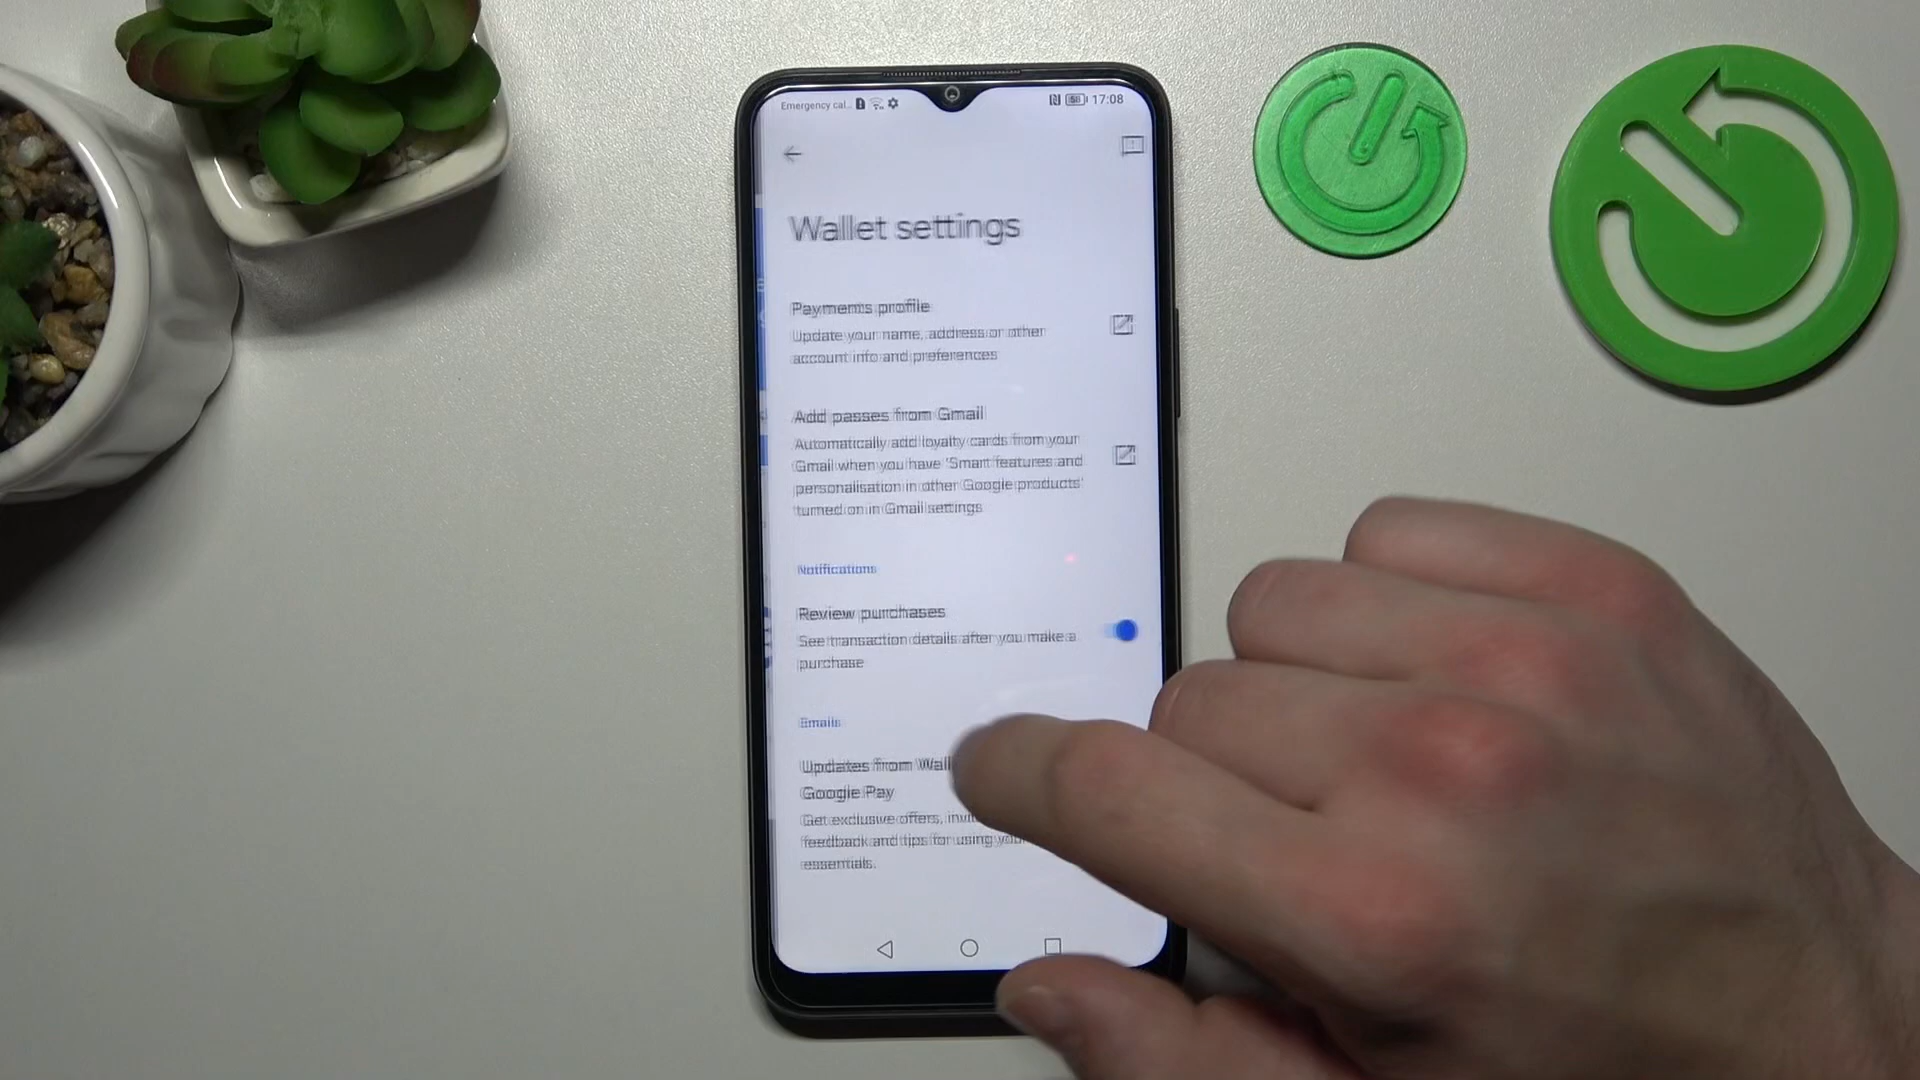 Emergency cal... 17:08
Wallet settings
Payments profile
Update your name, address or other
account info and preferences
Add passes from Gmail
Automatically add loyalty cards from your
Gmail when you have 'Smart features and
personalisation in other Google products'
turned on in Gmail settings
Notifications
Review purchases
See transaction details after you make a
purchase
Emails
Updates from Wall
Google Pay
Get exclusive offers,
feedback and tips for using
essentials.